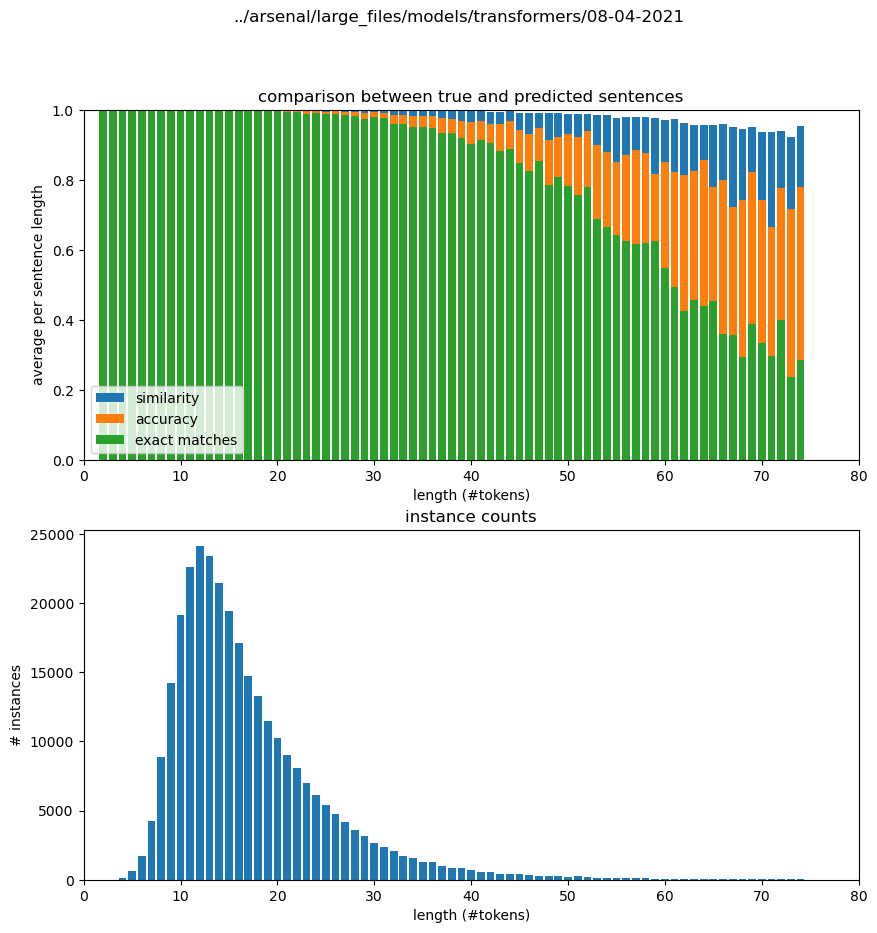 ../arsenal/large_files/models/transformers/08-04-2021
comparison between true and predicted sentences
average per sentence length
1.0
0.8
0.6
0.4
0.2
0.0
similarity
accuracy
exact matches
0 10 20 30 40 50 60 70 80
length (#tokens)
instance counts
# instances
25000
20000
15000
10000
5000
0
0 10 20 30 40 50 60 70 80
length (#tokens)